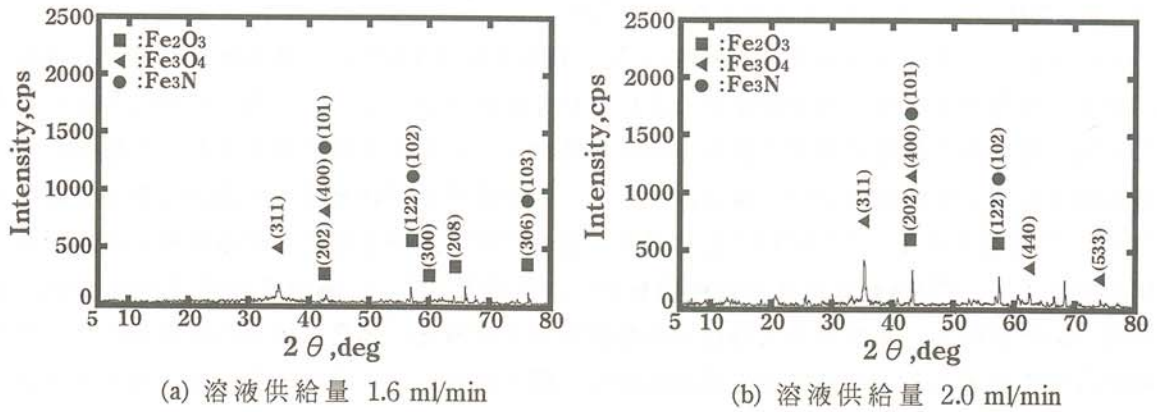 2500
2000
1500
1000
500
0
5 10 20 30 40 50 60 70 80
Intensity,cps
2 θ ,deg
■ :Fe2O3
▲ :Fe3O4
● :Fe3N
▲(311)
■(202) ▲(400) ●(101)
■(122) ●(102)
■(300)
■(208)
■(306) ●(103)
(a) 溶液供給量 1.6 ml/min
2500
2000
1500
1000
500
0
5 10 20 30 40 50 60 70 80
Intensity,cps
2 θ ,deg
■ :Fe2O3
▲ :Fe3O4
● :Fe3N
▲(311)
■(202) ▲(400) ●(101)
■(122) ●(102)
▲(440)
▲(533)
(b) 溶液供給量 2.0 ml/min